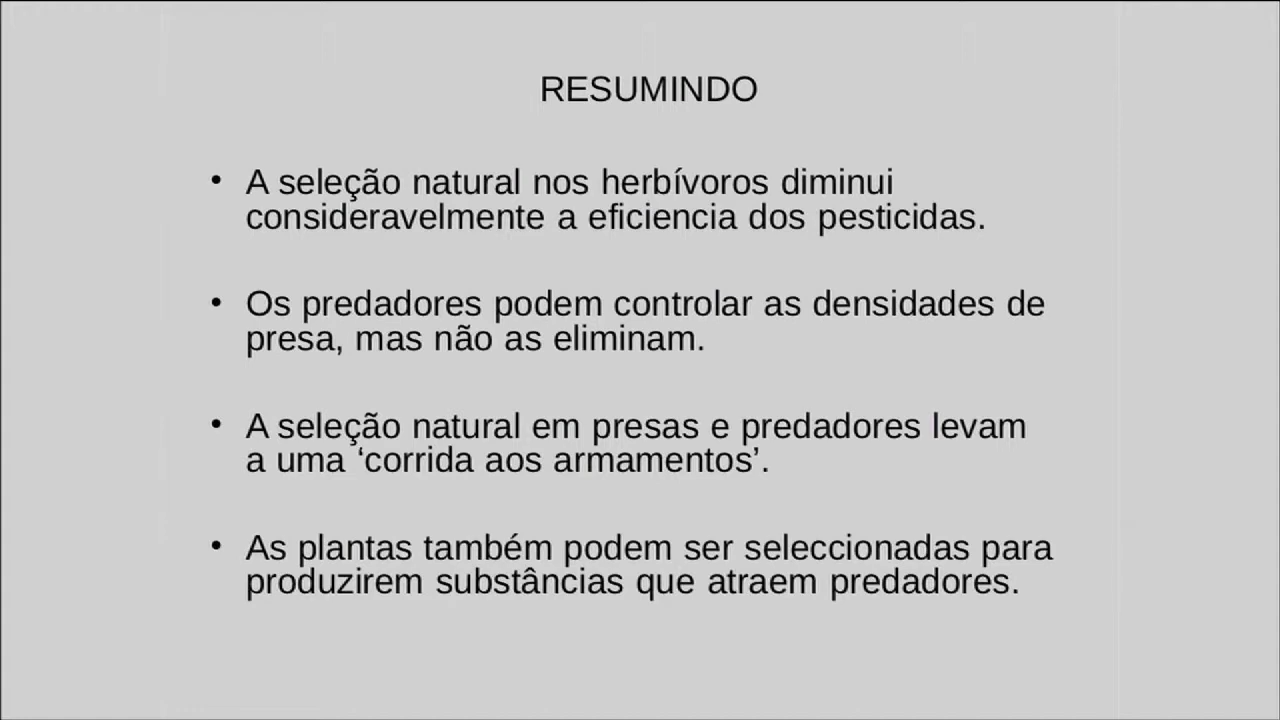 RESUMINDO
• A seleção natural nos herbívoros diminui
consideravelmente a eficiencia dos pesticidas.
• Os predadores podem controlar as densidades de
presa, mas não as eliminam.
• A seleção natural em presas e predadores levam
a uma ‘corrida aos armamentos’.
• As plantas também podem ser seleccionadas para
produzirem substâncias que atraem predadores.